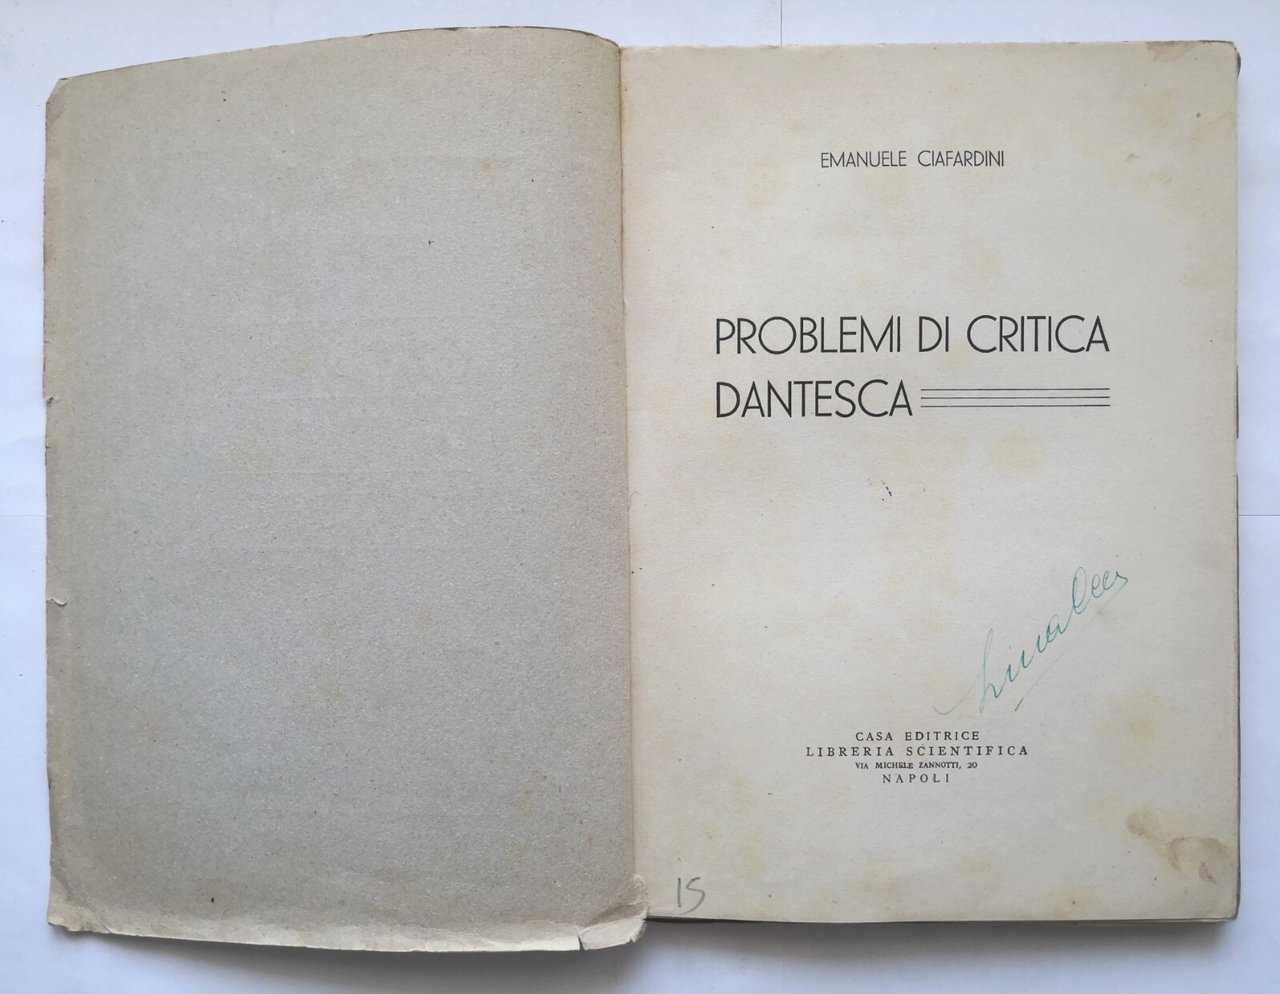 EMANUELE CIAFARDINI
PROBLEMI DI CRITICA
DANTESCA
CASA EDITRICE
LIBRERIA SCIENTIFICA
VIA MICHELE ZANNOTTI, 20
NAPOLI
15